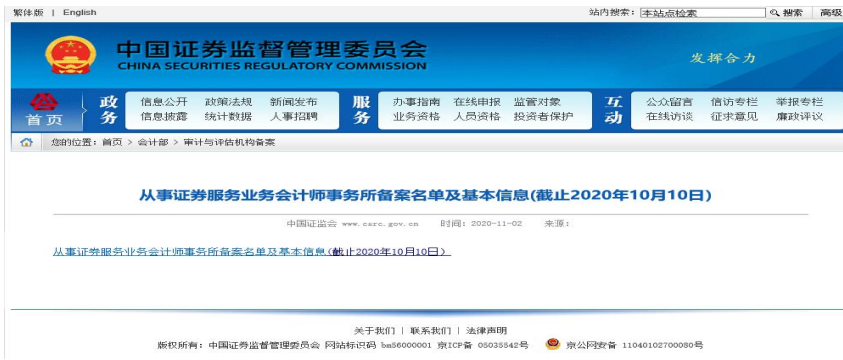 繁体版 | English 站内搜索： 本站点检索 搜索 高级
中国证券监督管理委员会
CHINA SECURITIES REGULATORY COMMISSION
发挥合力
首页 政务 信息公开 政策法规 新闻发布 服务 办事指南 在线申报 监管对象 互动 公众留言 信访专栏 举报专栏
信息披露 统计数据 人事招聘 业务资格 人员资格 投资者保护 在线访谈 征求意见 廉政评议
您的位置：首页 > 会计部 > 审计与评估机构备案
从事证券服务业务会计师事务所备案名单及基本信息(截止2020年10月10日)
中国证监会 www.csrc.gov.cn 时间：2020-11-02 来源：
从事证券服务业务会计师事务所备案名单及基本信息(截止2020年10月10日）
关于我们 | 联系我们 | 法律声明
版权所有：中国证券监督管理委员会 网站标识码 bm56000001 京ICP备 05035542号 京公网安备 11040102700080号